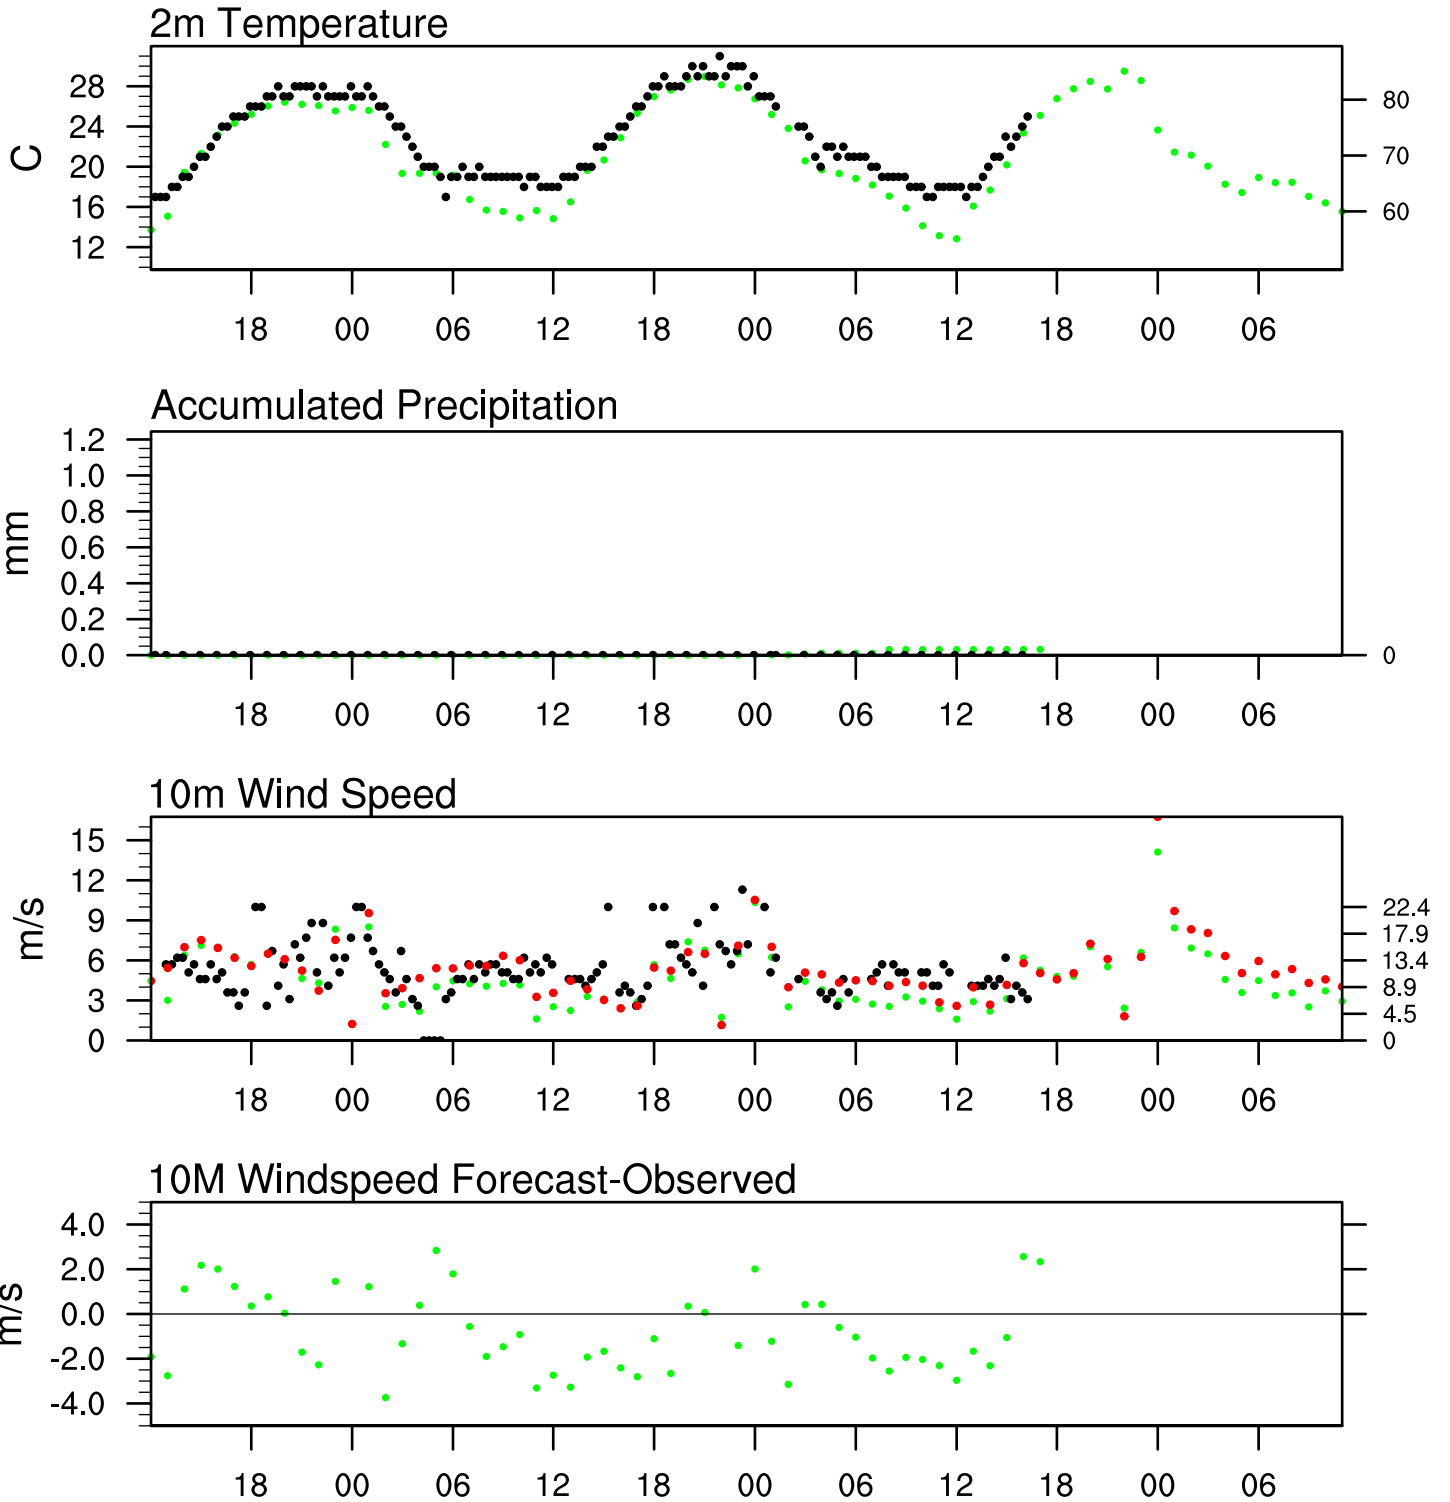 2m Temperature
C
28
24
20
16
12
80
70
60
18 00 06 12 18 00 06 12 18 00 06
Accumulated Precipitation
mm
1.2
1.0
0.8
0.6
0.4
0.2
0.0
0
18 00 06 12 18 00 06 12 18 00 06
10m Wind Speed
m/s
15
12
9
6
3
0
22.4
17.9
13.4
8.9
4.5
0
18 00 06 12 18 00 06 12 18 00 06
10M Windspeed Forecast-Observed
m/s
4.0
2.0
0.0
-2.0
-4.0
18 00 06 12 18 00 06 12 18 00 06